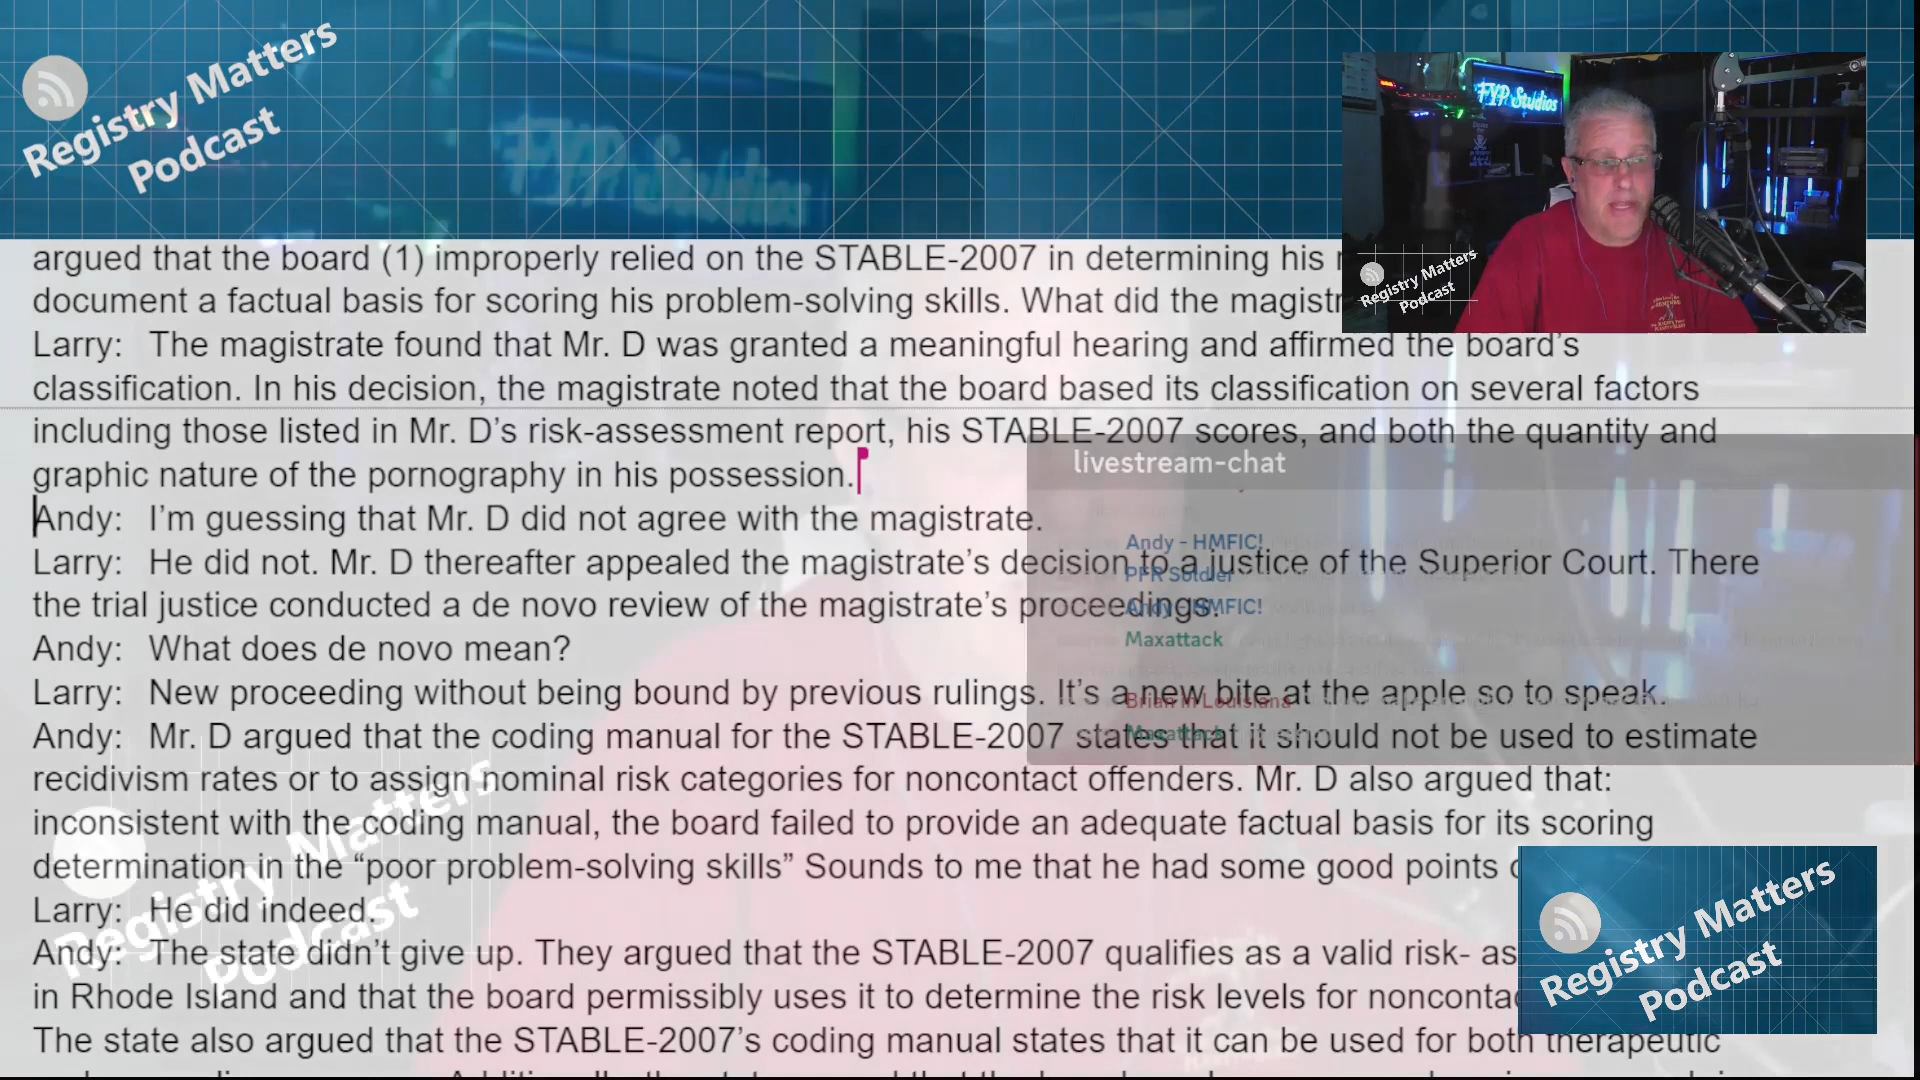 Registry Matters
Podcast
FYP Studios
FYP Studios
Registry Matters
Podcast
argued that the board (1) improperly relied on the STABLE-2007 in determining his
document a factual basis for scoring his problem-solving skills. What did the
Larry: The magistrate found that Mr. D was granted a meaningful hearing and affirmed the board's
classification. In his decision, the magistrate noted that the board based its classification on several factors
including those listed in Mr. D's risk-assessment report, his STABLE-2007 scores, and both the quantity and
graphic nature of the pornography in his possession.
livestream-chat
Andy: I'm guessing that Mr. D did not agree with the magistrate.
Andy - HMFIC!
Larry: He did not. Mr. D thereafter appealed the magistrate's decision to a justice of the Superior Court. There
PFR Soldier
the trial justice conducted a de novo review of the magistrate's proceedings.
Andy - HMFIC!
Andy: What does de novo mean?
Maxattack
Larry: New proceeding without being bound by previous rulings. It's a new bite at the apple so to speak.
Brian in Louisiana
Andy: Mr. D argued that the coding manual for the STABLE-2007 states that it should not be used to estimate
Maxattack
recidivism rates or to assign nominal risk categories for noncontact offenders. Mr. D also argued that:
inconsistent with the coding manual, the board failed to provide an adequate factual basis for its scoring
determination in the “poor problem-solving skills” Sounds to me that he had some good points
Larry: He did indeed.
Andy: The state didn't give up. They argued that the STABLE-2007 qualifies as a valid risk-
in Rhode Island and that the board permissibly uses it to determine the risk levels for
The state also argued that the STABLE-2007's coding manual states that it can be used for both therapeutic
Registry Matters
Podcast
Registry Matters
Podcast